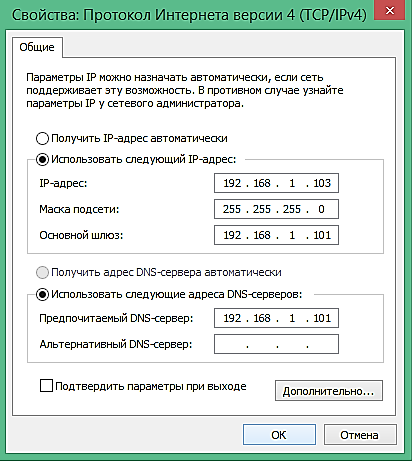 Свойства: Протокол Интернета версии 4 (TCP/IPv4)
Общие
Параметры IP можно назначать автоматически, если сеть
поддерживает эту возможность. В противном случае узнайте
параметры IP у сетевого администратора.
Получить IP-адрес автоматически
Использовать следующий IP-адрес:
IP-адрес: 192 . 168 . 1 . 103
Маска подсети: 255 . 255 . 255 . 0
Основной шлюз: 192 . 168 . 1 . 101
Получить адрес DNS-сервера автоматически
Использовать следующие адреса DNS-серверов:
Предпочитаемый DNS-сервер: 192 . 168 . 1 . 101
Альтернативный DNS-сервер: . . .
Подтвердить параметры при выходе
Дополнительно...
ОК Отмена